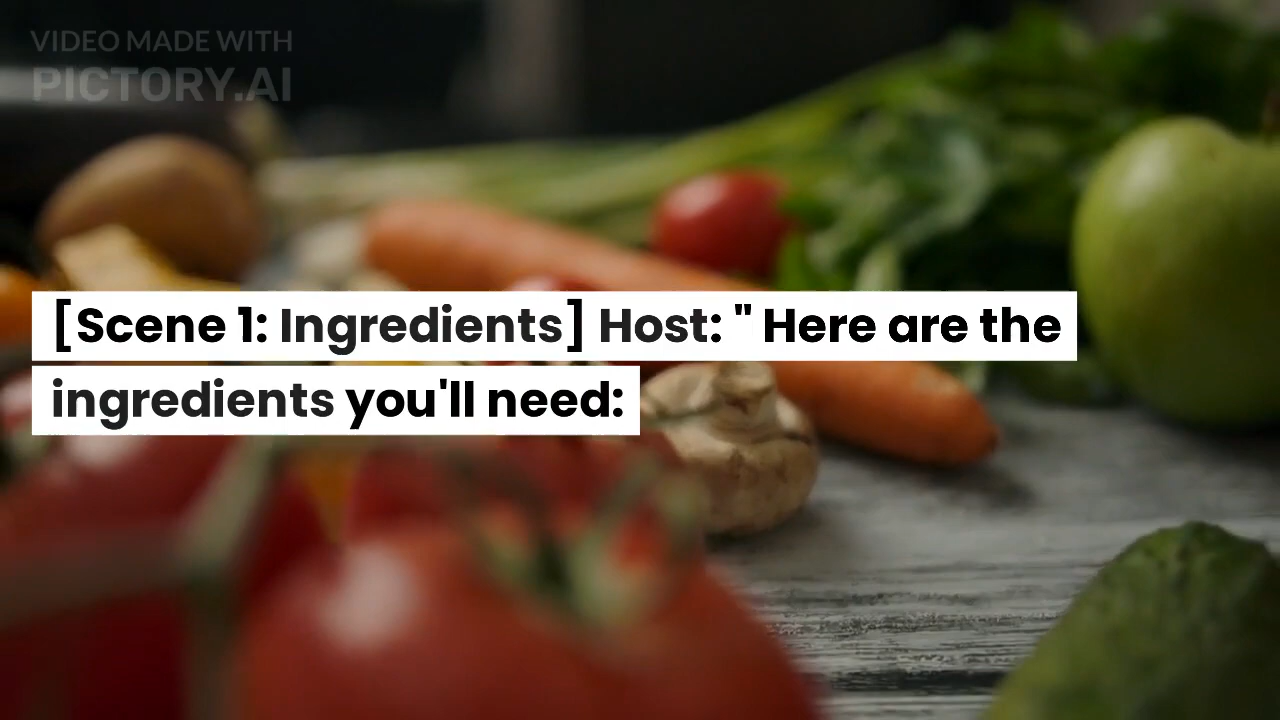 VIDEO MADE WITH
PICTORY.AI
[Scene 1: Ingredients] Host: " Here are the
ingredients you'll need: